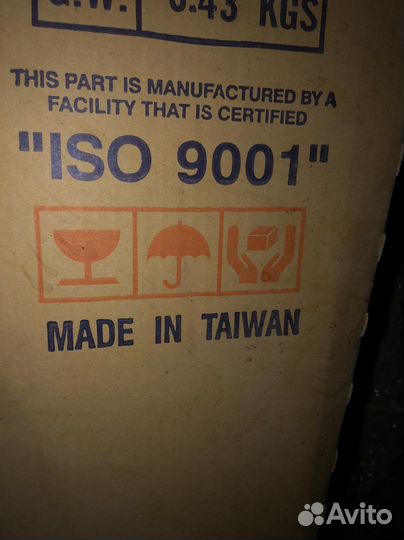 G.W. KGS
THIS PART IS MANUFACTURED BY A
FACILITY THAT IS CERTIFIED
"ISO 9001"
MADE IN TAIWAN
Avito